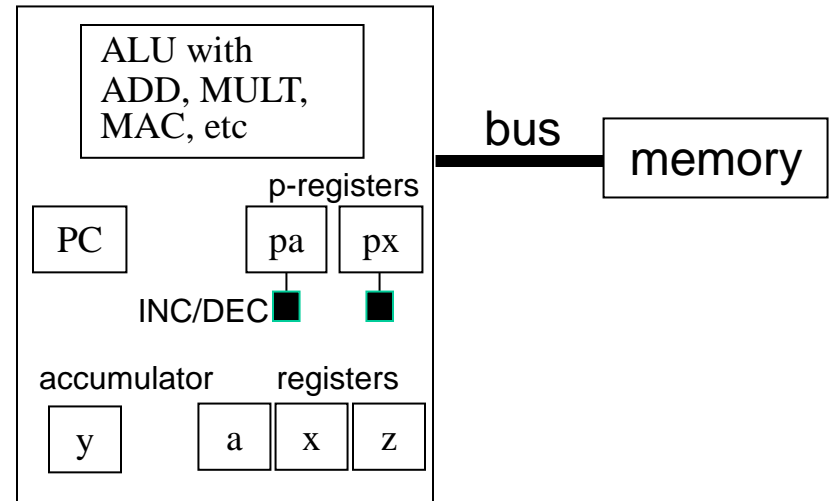 ALU with
ADD, MULT,
MAC, etc
bus
memory
p-registers
PC
pa
px
INC/DEC
accumulator
registers
y
a
x
z